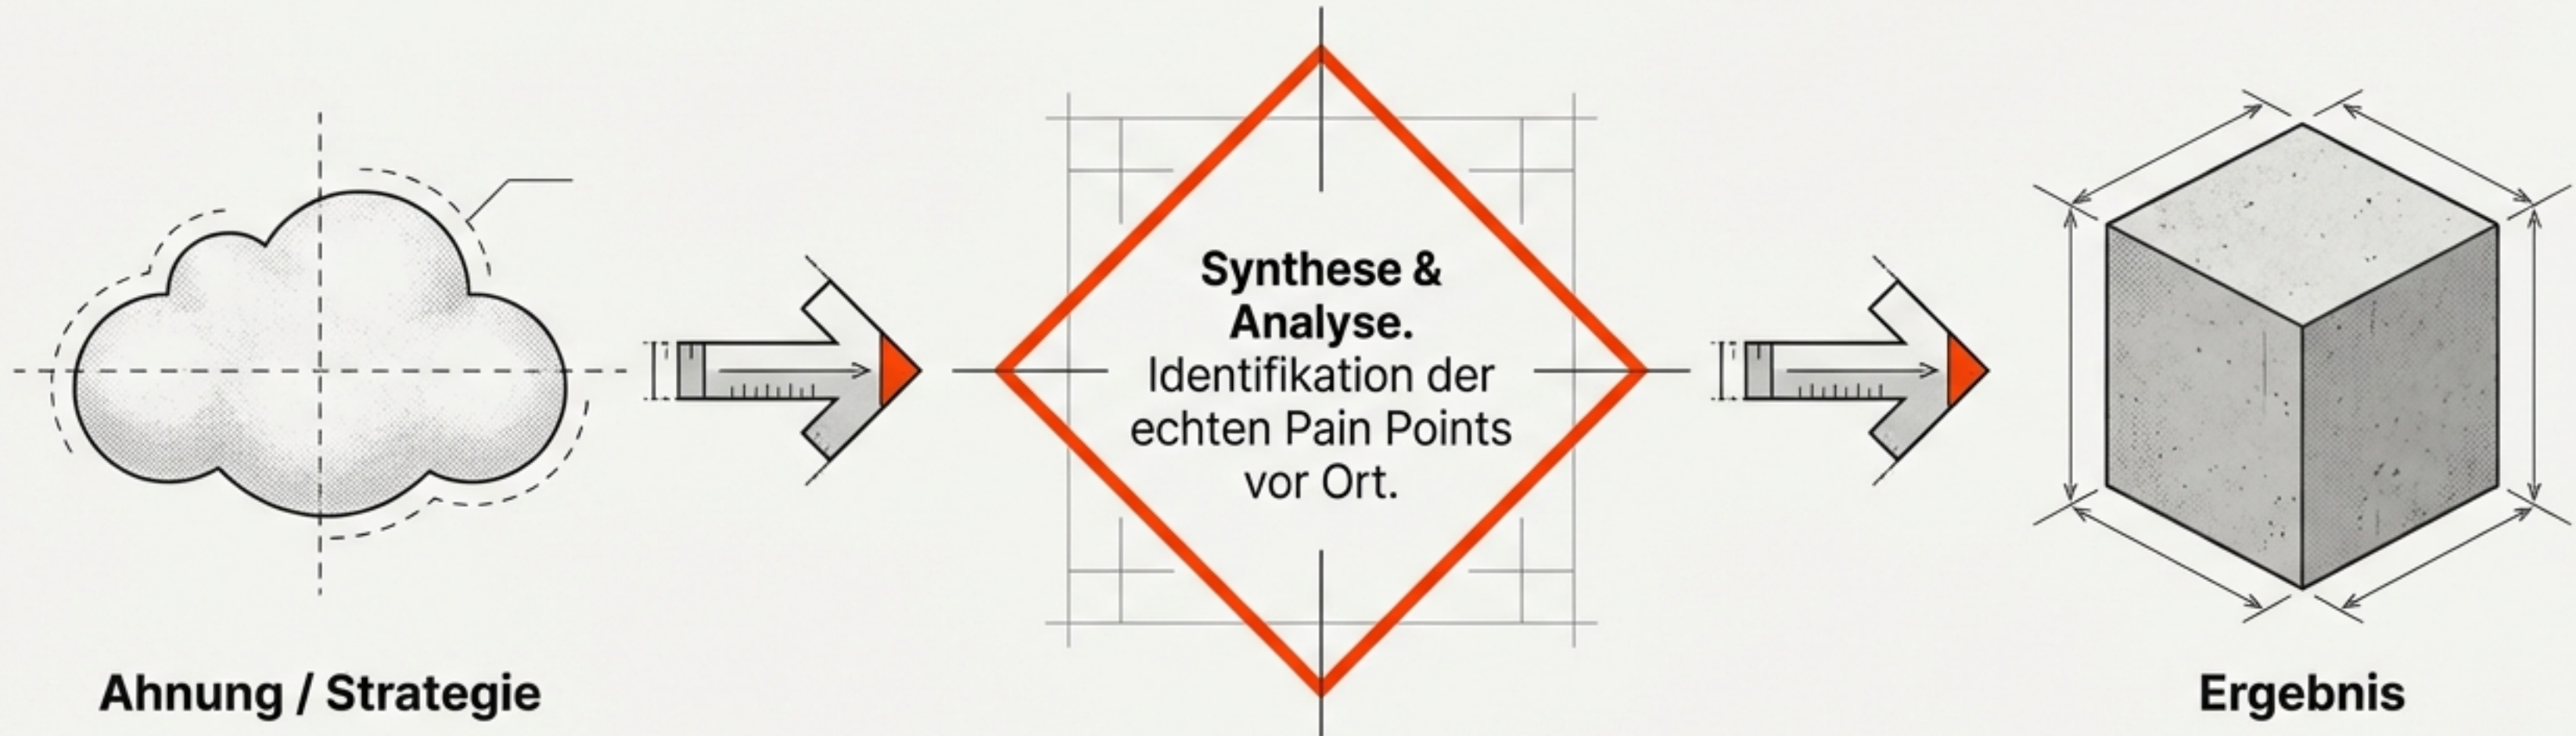 Synthese &
Analyse.
Identifikation der
echten Pain Points
vor Ort.
Ahnung / Strategie
Ergebnis